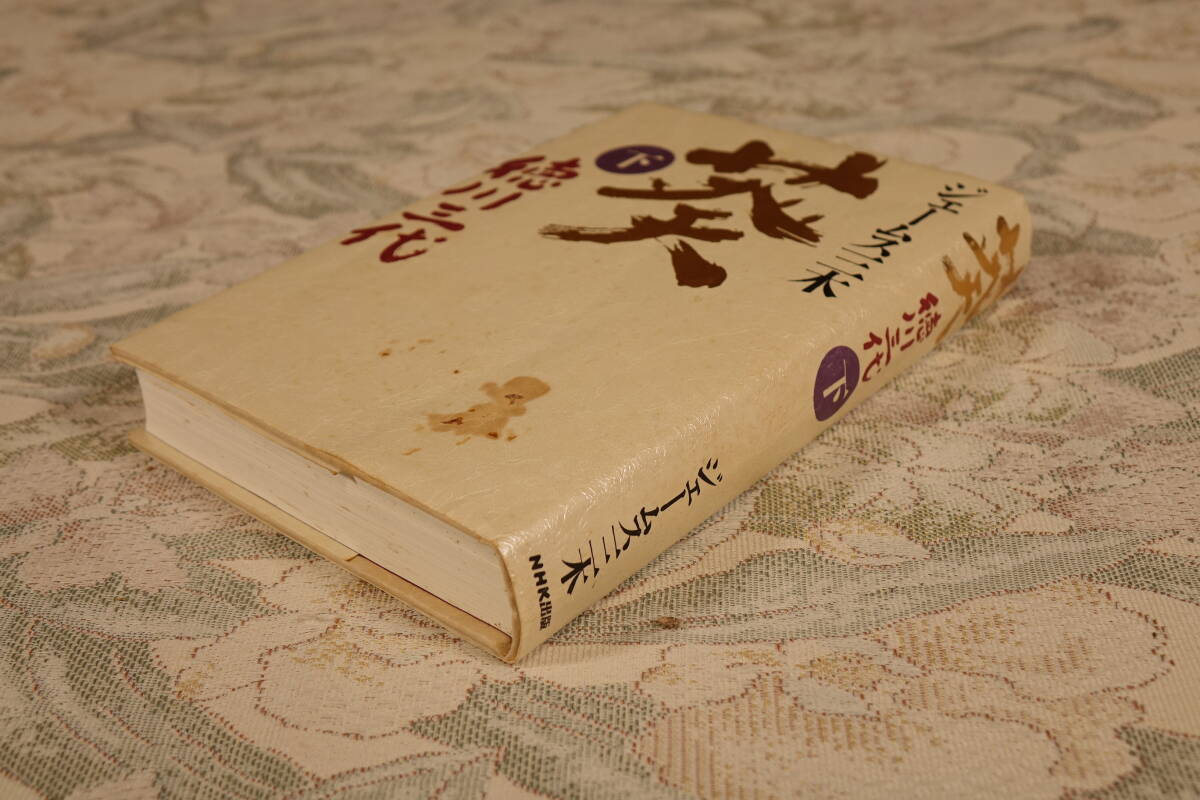 ジェームス三木
葵
徳川三代
下
葵
徳川三代
下
ジェームス三木
NHK出版